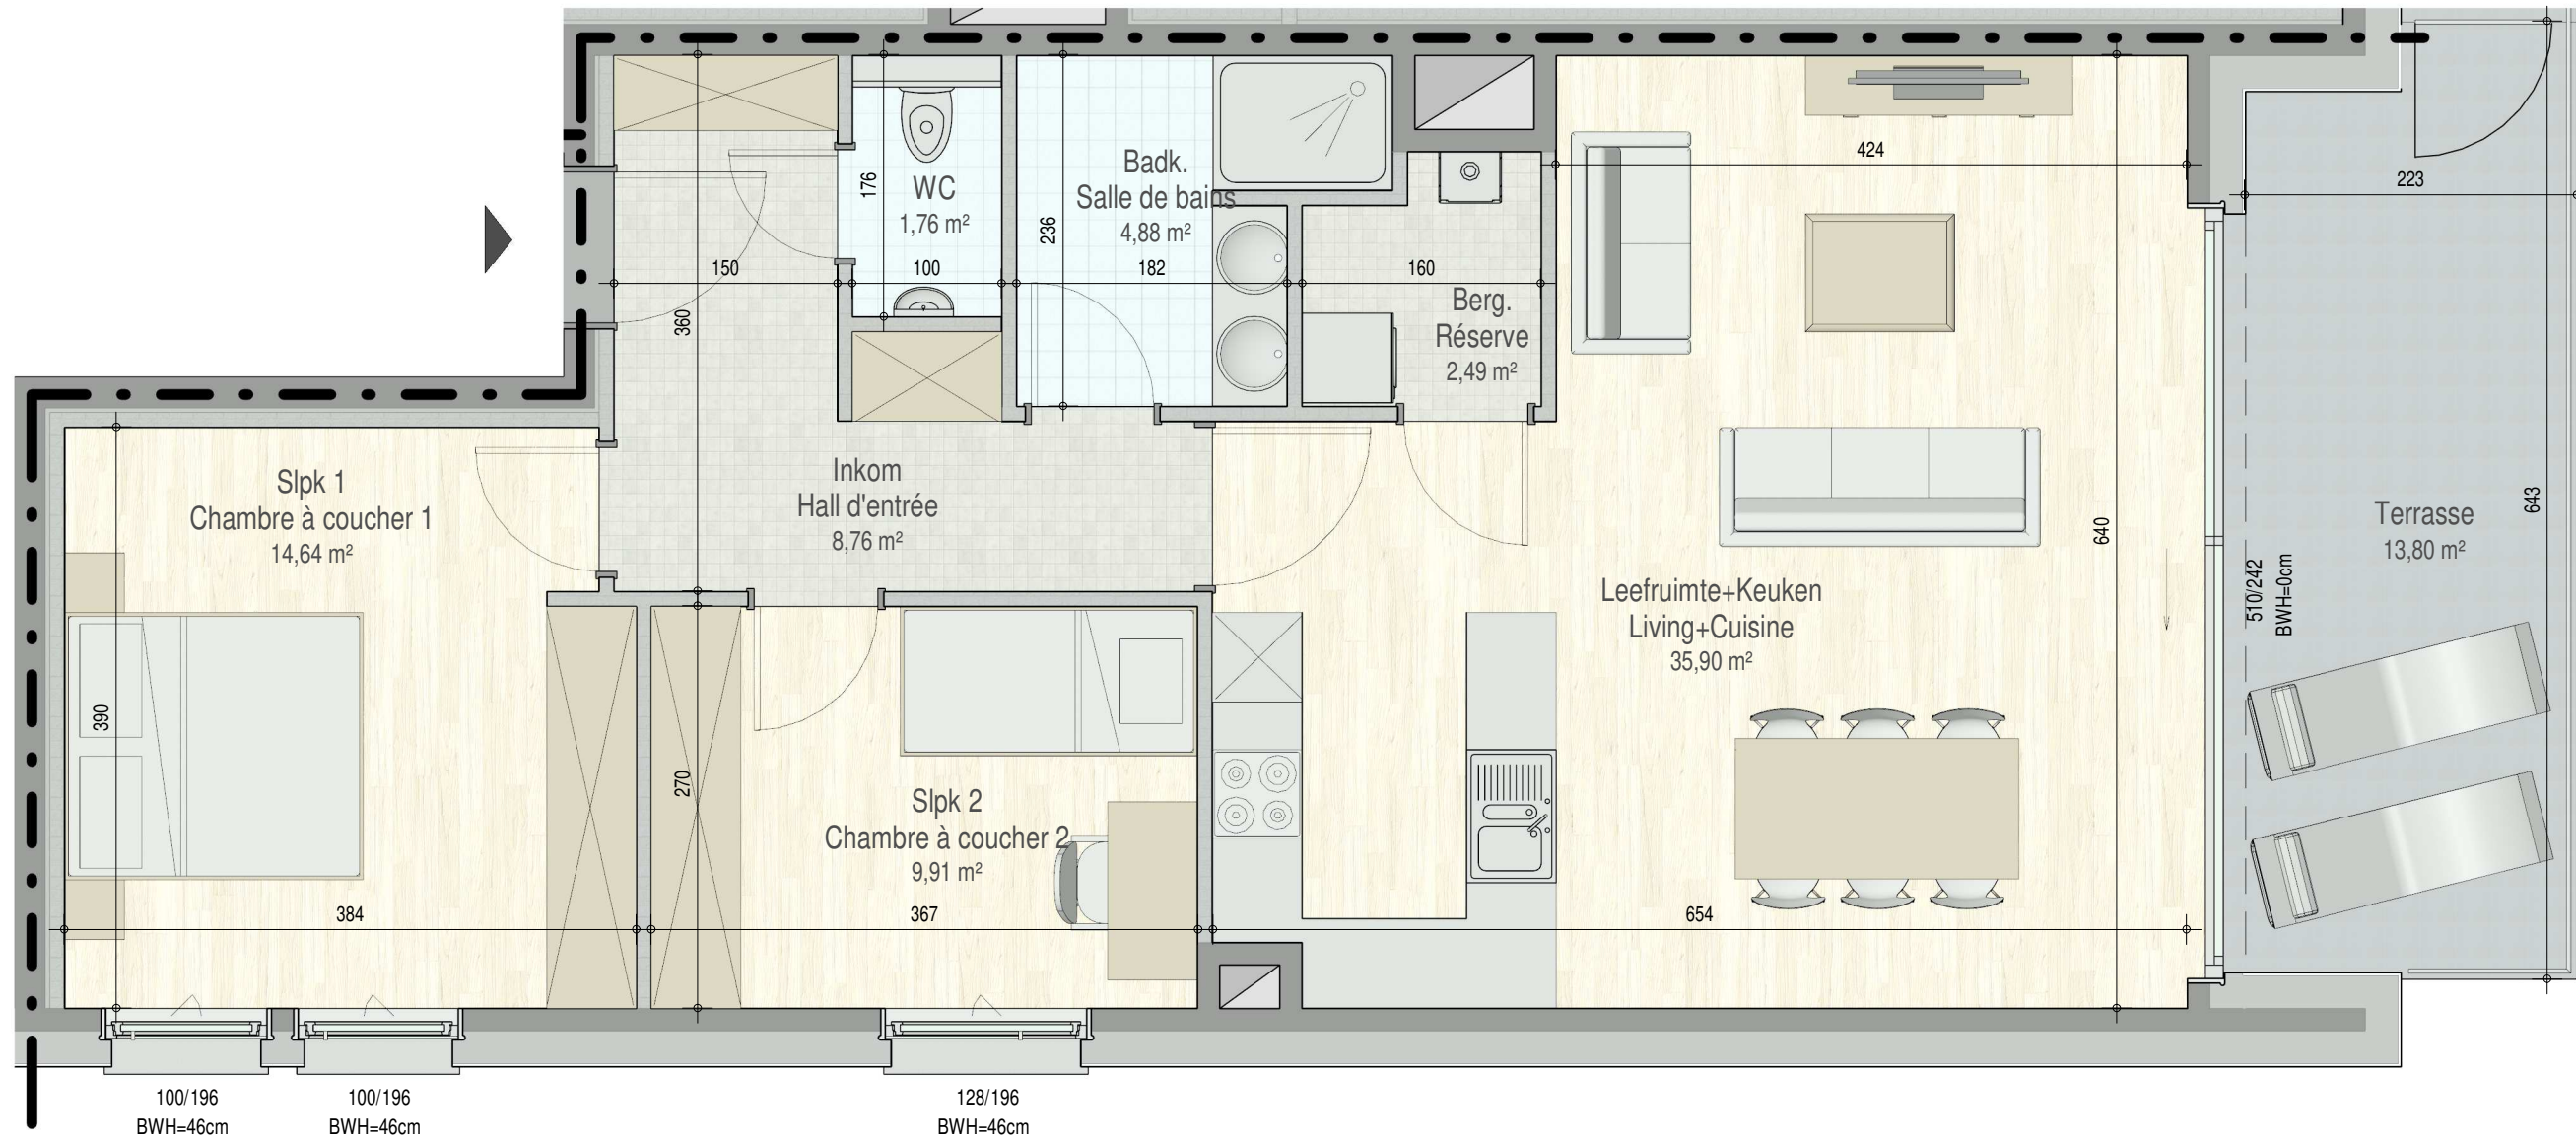 424
223
176
WC
1,76 m²
Badk.
Salle de bains
4,88 m²
236
150
100
182
160
Berg.
Réserve
2,49 m²
360
Slpk 1
Chambre à coucher 1
14,64 m²
Inkom
Hall d'entrée
8,76 m²
640
643
Terrasse
13,80 m²
510/242
BWH=0cm
Leefruimte+Keuken
Living+Cuisine
35,90 m²
390
270
Slpk 2
Chambre à coucher 2
9,91 m²
384
367
654
100/196
BWH=46cm
100/196
BWH=46cm
128/196
BWH=46cm